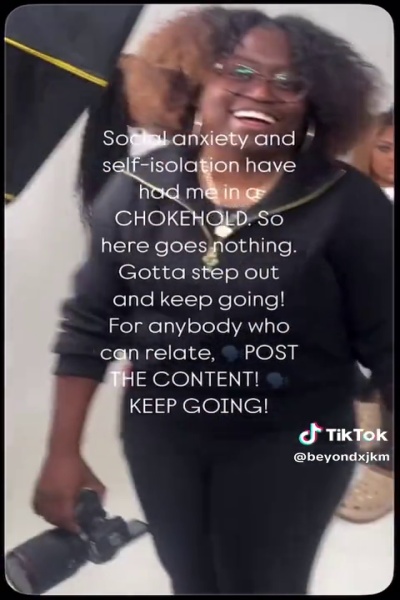 Social anxiety and
self-isolation have
had me in a
CHOKEHOLD. So
here goes nothing.
Gotta step out
and keep going!
For anybody who
can relate, 🗣️ POST
THE CONTENT! 🗣️
KEEP GOING!
TikTok
@beyondxjkm